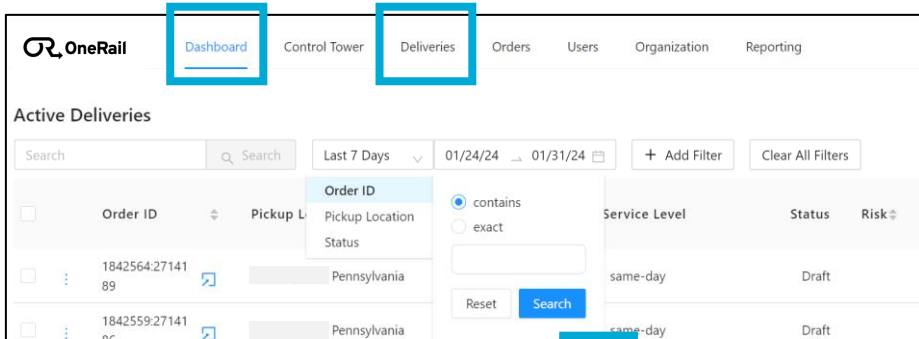 OneRail Dashboard Control Tower Deliveries Orders Users Organization Reporting
Active Deliveries
Search Search Last 7 Days 01/24/24 01/31/24 + Add Filter Clear All Filters
Order ID
contains
Order ID Pickup Service Level Status Risk
Pickup Location
exact
Status
1842564:27141
89
Pennsylvania same-day Draft
Reset Search
1842559:27141
Pennsylvania same-day Draft